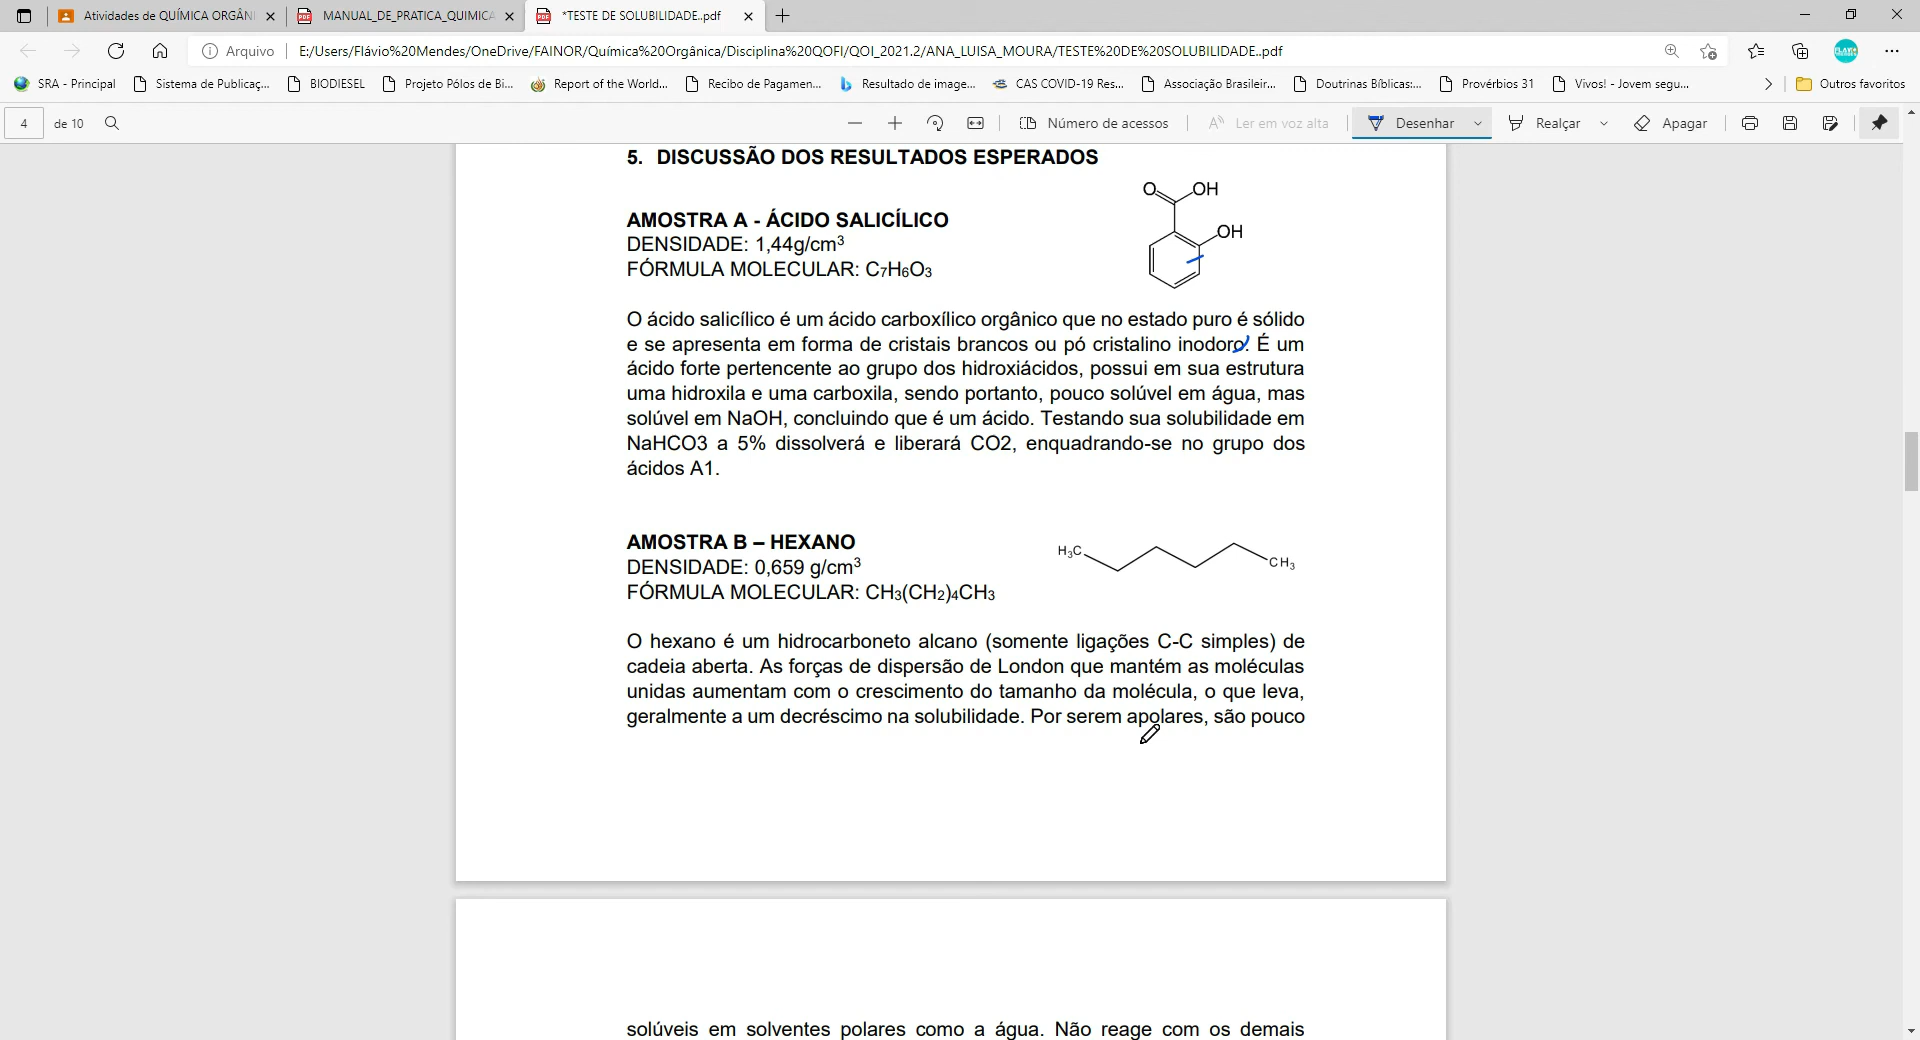 Atividades de QUÍMICA ORGÂNI
MANUAL_DE_PRATICA_QUIMICA
*TESTE DE SOLUBILIDADE..pdf
Arquivo
E:/Users/Flávio%20Mendes/OneDrive/FAINOR/Química%20Orgânica/Disciplina%20QOFI/QOI_2021.2/ANA_LUISA_MOURA/TESTE%20DE%20SOLUBILIDADE..pdf
SRA - Principal
Sistema de Publicaç...
BIODIESEL
Projeto Pólos de Bi...
Report of the World...
Recibo de Pagamen...
Resultado de image...
CAS COVID-19 Res...
Associação Brasileir...
Doutrinas Bíblicas:...
Provérbios 31
Vivos! - Jovem segu...
Outros favoritos
4 de 10
Número de acessos
Ler em voz alta
Desenhar
Realçar
Apagar
5. DISCUSSÃO DOS RESULTADOS ESPERADOS
O OH
OH
AMOSTRA A - ÁCIDO SALICÍLICO
DENSIDADE: 1,44g/cm³
FÓRMULA MOLECULAR: C7H6O3
O ácido salicílico é um ácido carboxílico orgânico que no estado puro é sólido
e se apresenta em forma de cristais brancos ou pó cristalino inodoro. É um
ácido forte pertencente ao grupo dos hidroxiácidos, possui em sua estrutura
uma hidroxila e uma carboxila, sendo portanto, pouco solúvel em água, mas
solúvel em NaOH, concluindo que é um ácido. Testando sua solubilidade em
NaHCO3 a 5% dissolverá e liberará CO2, enquadrando-se no grupo dos
ácidos A1.
AMOSTRA B – HEXANO
DENSIDADE: 0,659 g/cm³
FÓRMULA MOLECULAR: CH3(CH2)4CH3
H3C
CH3
O hexano é um hidrocarboneto alcano (somente ligações C-C simples) de
cadeia aberta. As forças de dispersão de London que mantém as moléculas
unidas aumentam com o crescimento do tamanho da molécula, o que leva,
geralmente a um decréscimo na solubilidade. Por serem apolares, são pouco
solúveis em solventes polares como a água. Não reage com os demais